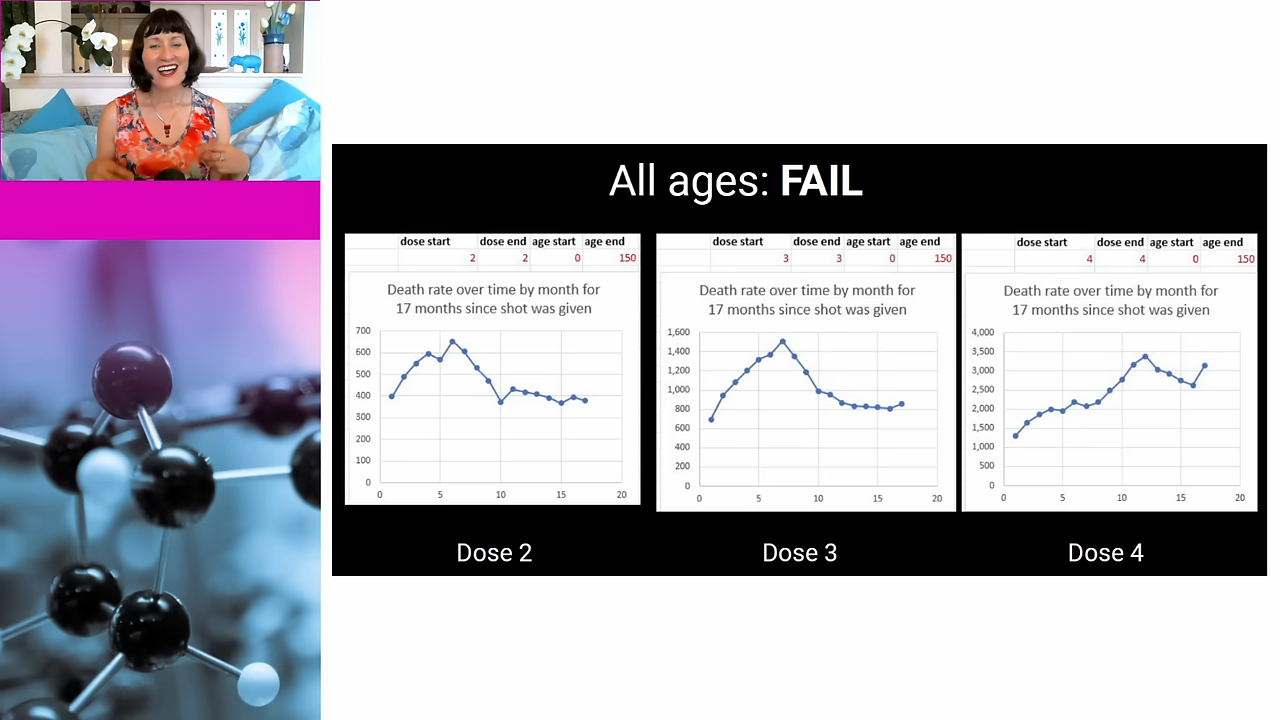 All ages: FAIL
dose start dose end age start age end
2 2 0 150
Death rate over time by month for
17 months since shot was given
700
600
500
400
300
200
100
0
0 5 10 15 20
Dose 2
dose start dose end age start age end
3 3 0 150
Death rate over time by month for
17 months since shot was given
1,600
1,400
1,200
1,000
800
600
400
200
0
0 5 10 15 20
Dose 3
dose start dose end age start age end
4 4 0 150
Death rate over time by month for
17 months since shot was given
4,000
3,500
3,000
2,500
2,000
1,500
1,000
500
0
0 5 10 15 20
Dose 4